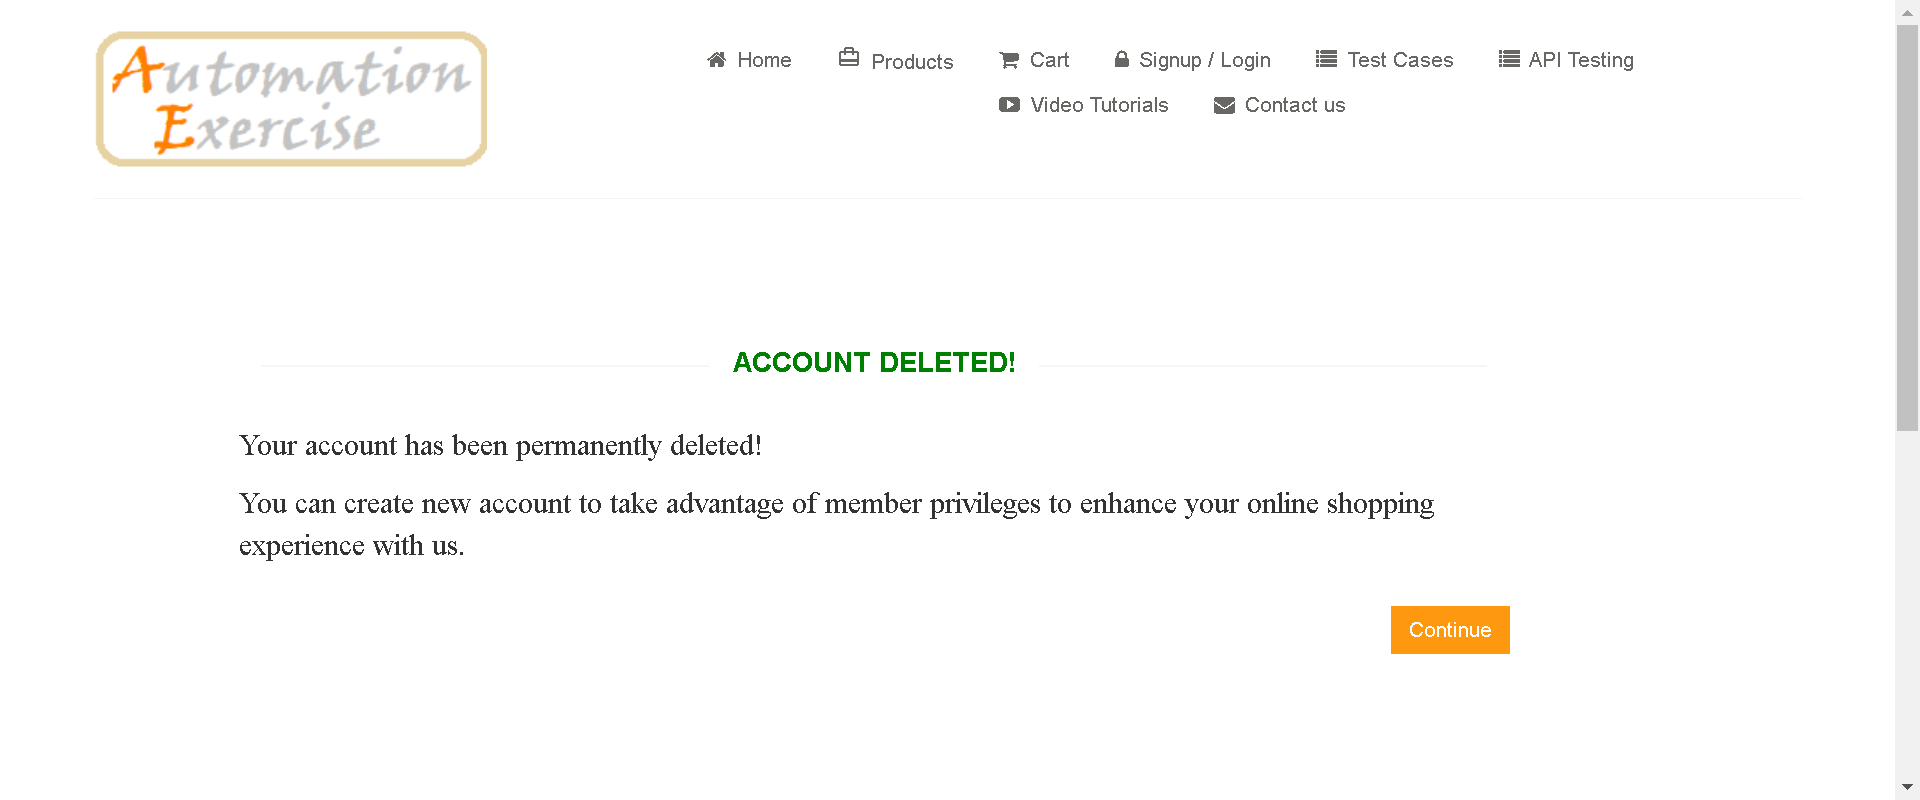 Automation
Exercise
Home Products Cart Signup / Login Test Cases API Testing
Video Tutorials Contact us
ACCOUNT DELETED!
Your account has been permanently deleted!
You can create new account to take advantage of member privileges to enhance your online shopping
experience with us.
Continue